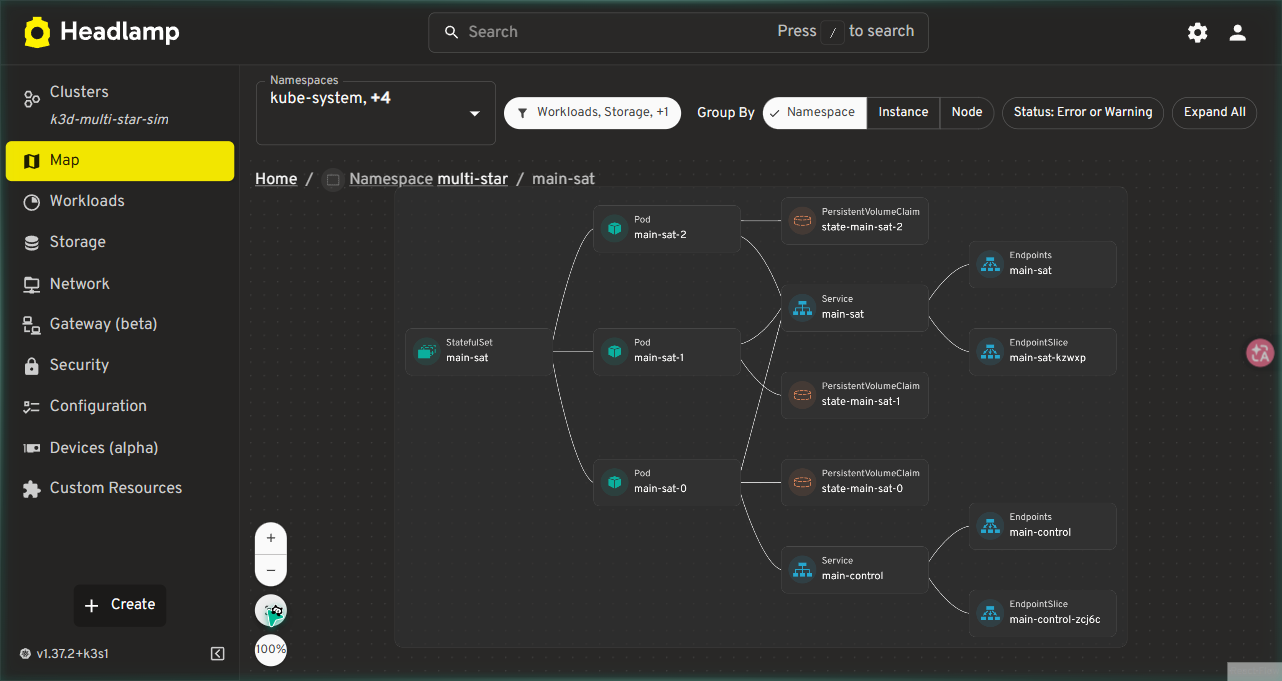 Headlamp
Search
Press / to search
Clusters
k3d-multi-star-sim
Map
Workloads
Storage
Network
Gateway (beta)
Security
Configuration
Devices (alpha)
Custom Resources
Create
v1.37.2+k3s1
Namespaces
kube-system, +4
Workloads, Storage, +1
Group By
Namespace
Instance
Node
Status: Error or Warning
Expand All
Home / Namespace multi-star / main-sat
StatefulSet
main-sat
Pod
main-sat-2
Pod
main-sat-1
Pod
main-sat-0
PersistentVolumeClaim
state-main-sat-2
Service
main-sat
PersistentVolumeClaim
state-main-sat-1
PersistentVolumeClaim
state-main-sat-0
Service
main-control
Endpoints
main-sat
EndpointSlice
main-sat-kzwxp
Endpoints
main-control
EndpointSlice
main-control-zcj6c
+
−
100%